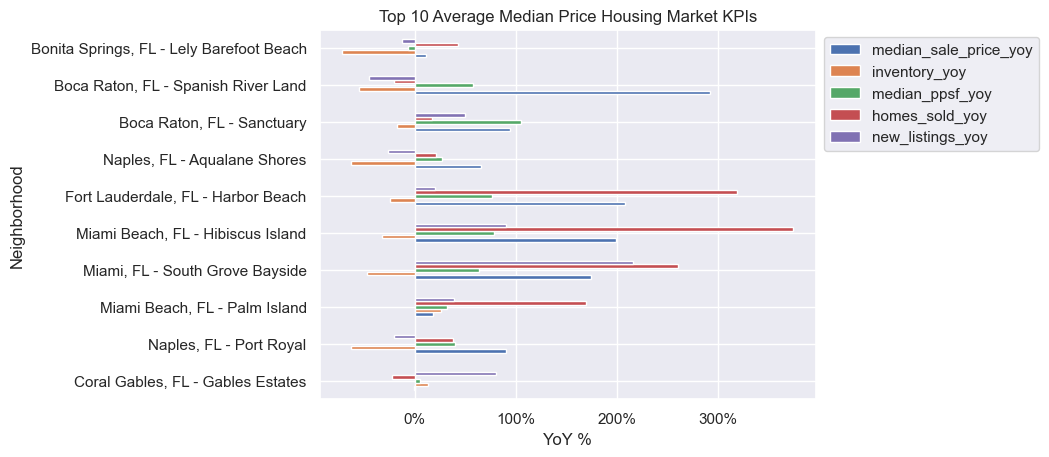 Top 10 Average Median Price Housing Market KPIs
Bonita Springs, FL - Lely Barefoot Beach
Boca Raton, FL - Spanish River Land
Boca Raton, FL - Sanctuary
Naples, FL - Aqualane Shores
Fort Lauderdale, FL - Harbor Beach
Miami Beach, FL - Hibiscus Island
Miami, FL - South Grove Bayside
Miami Beach, FL - Palm Island
Naples, FL - Port Royal
Coral Gables, FL - Gables Estates
Neighborhood
0%
100%
200%
300%
YoY %
median_sale_price_yoy
inventory_yoy
median_ppsf_yoy
homes_sold_yoy
new_listings_yoy